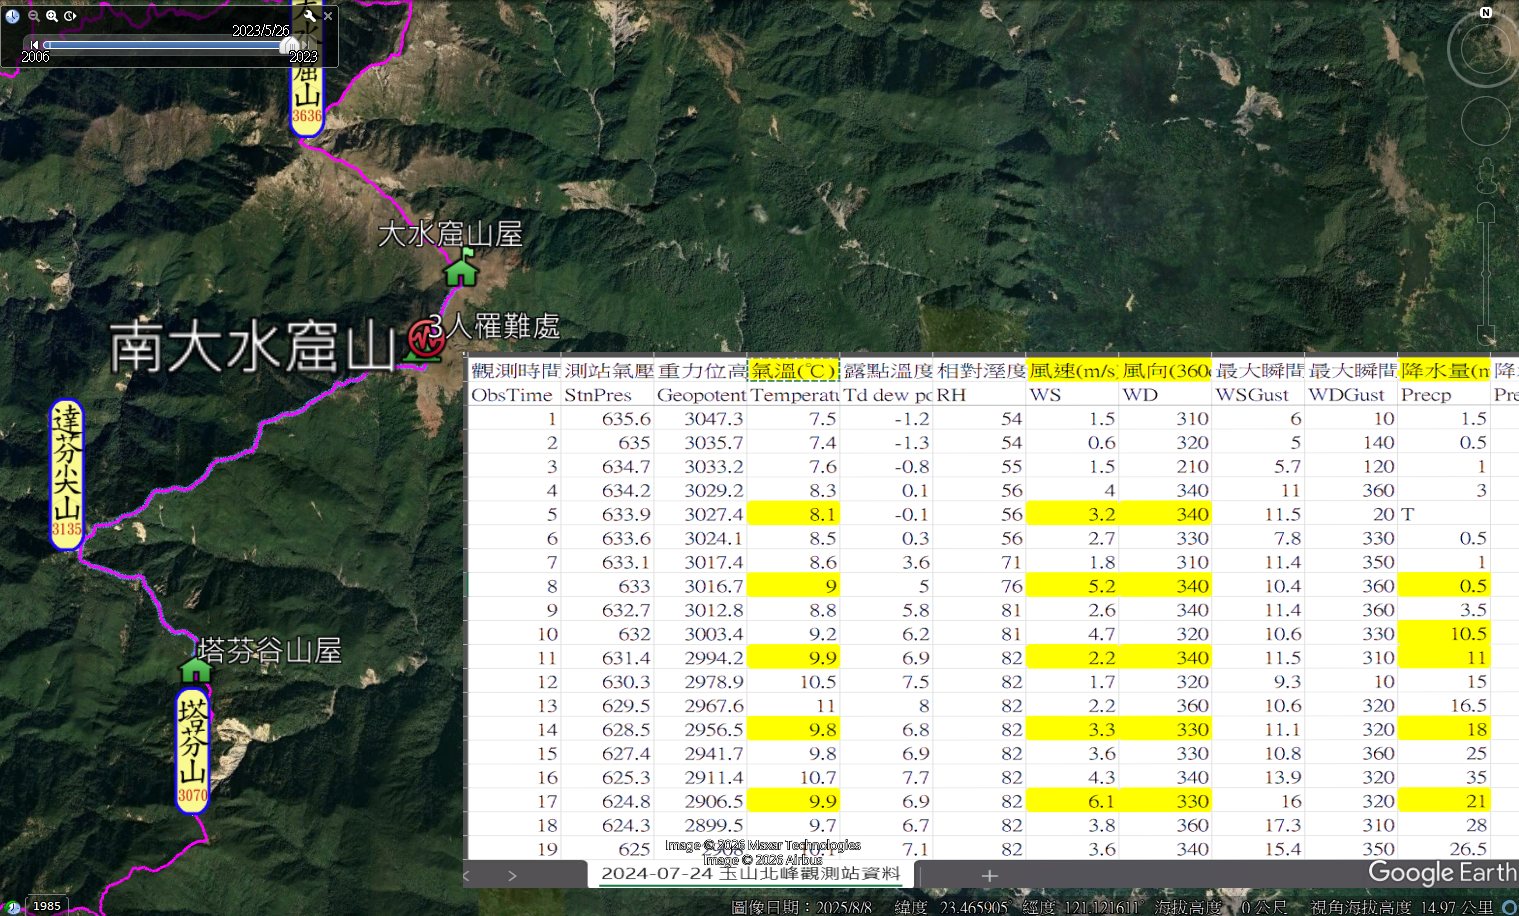 2023/5/26
2006
2023
水
窟
山
3636
大水窟山屋
3人罹難處
南大水窟山
達芬尖山
3135
塔芬谷山屋
塔芬山
3070
觀測時間 測站氣壓 重力位高 氣溫(℃) 露點溫度 相對溼度 風速(m/s) 風向(360 最大瞬間 最大瞬間 降水量(m 降
ObsTime StnPres Geopotent Temperatu Td dew po RH WS WD WSGust WDGust Precp Pre
1 635.6 3047.3 7.5 -1.2 54 1.5 310 6 10 1.5
2 635 3035.7 7.4 -1.3 54 0.6 320 5 140 0.5
3 634.7 3033.2 7.6 -0.8 55 1.5 210 5.7 120 1
4 634.2 3029.2 8.3 0.1 56 4 340 11 360 3
5 633.9 3027.4 8.1 -0.1 56 3.2 340 11.5 20 T
6 633.6 3024.1 8.5 0.3 56 2.7 330 7.8 330 0.5
7 633.1 3017.4 8.6 3.6 71 1.8 310 11.4 350 1
8 633 3016.7 9 5 76 5.2 340 10.4 360 0.5
9 632.7 3012.8 8.8 5.8 81 2.6 340 11.4 360 3.5
10 632 3003.4 9.2 6.2 81 4.7 320 10.6 330 10.5
11 631.4 2994.2 9.9 6.9 82 2.2 340 11.5 310 11
12 630.3 2978.9 10.5 7.5 82 1.7 320 9.3 10 15
13 629.5 2967.6 11 8 82 2.2 360 10.6 320 16.5
14 628.5 2956.5 9.8 6.8 82 3.3 330 11.1 320 18
15 627.4 2941.7 9.8 6.9 82 3.6 330 10.8 360 25
16 625.3 2911.4 10.7 7.7 82 4.3 340 13.9 320 35
17 624.8 2906.5 9.9 6.9 82 6.1 330 16 320 21
18 624.3 2899.5 9.7 6.7 82 3.8 360 17.3 310 28
19 625 2908 10.1 7.1 82 3.6 340 15.4 350 26.5
Image © 2026 Maxar Technologies
Image © 2026 Airbus
2024-07-24 玉山北峰觀測站資料
Google Earth
1985
圖像日期：2025/8/8 緯度 23.465905° 經度 121.121611° 海拔高度 0 公尺 視角海拔高度 14.97 公里
N